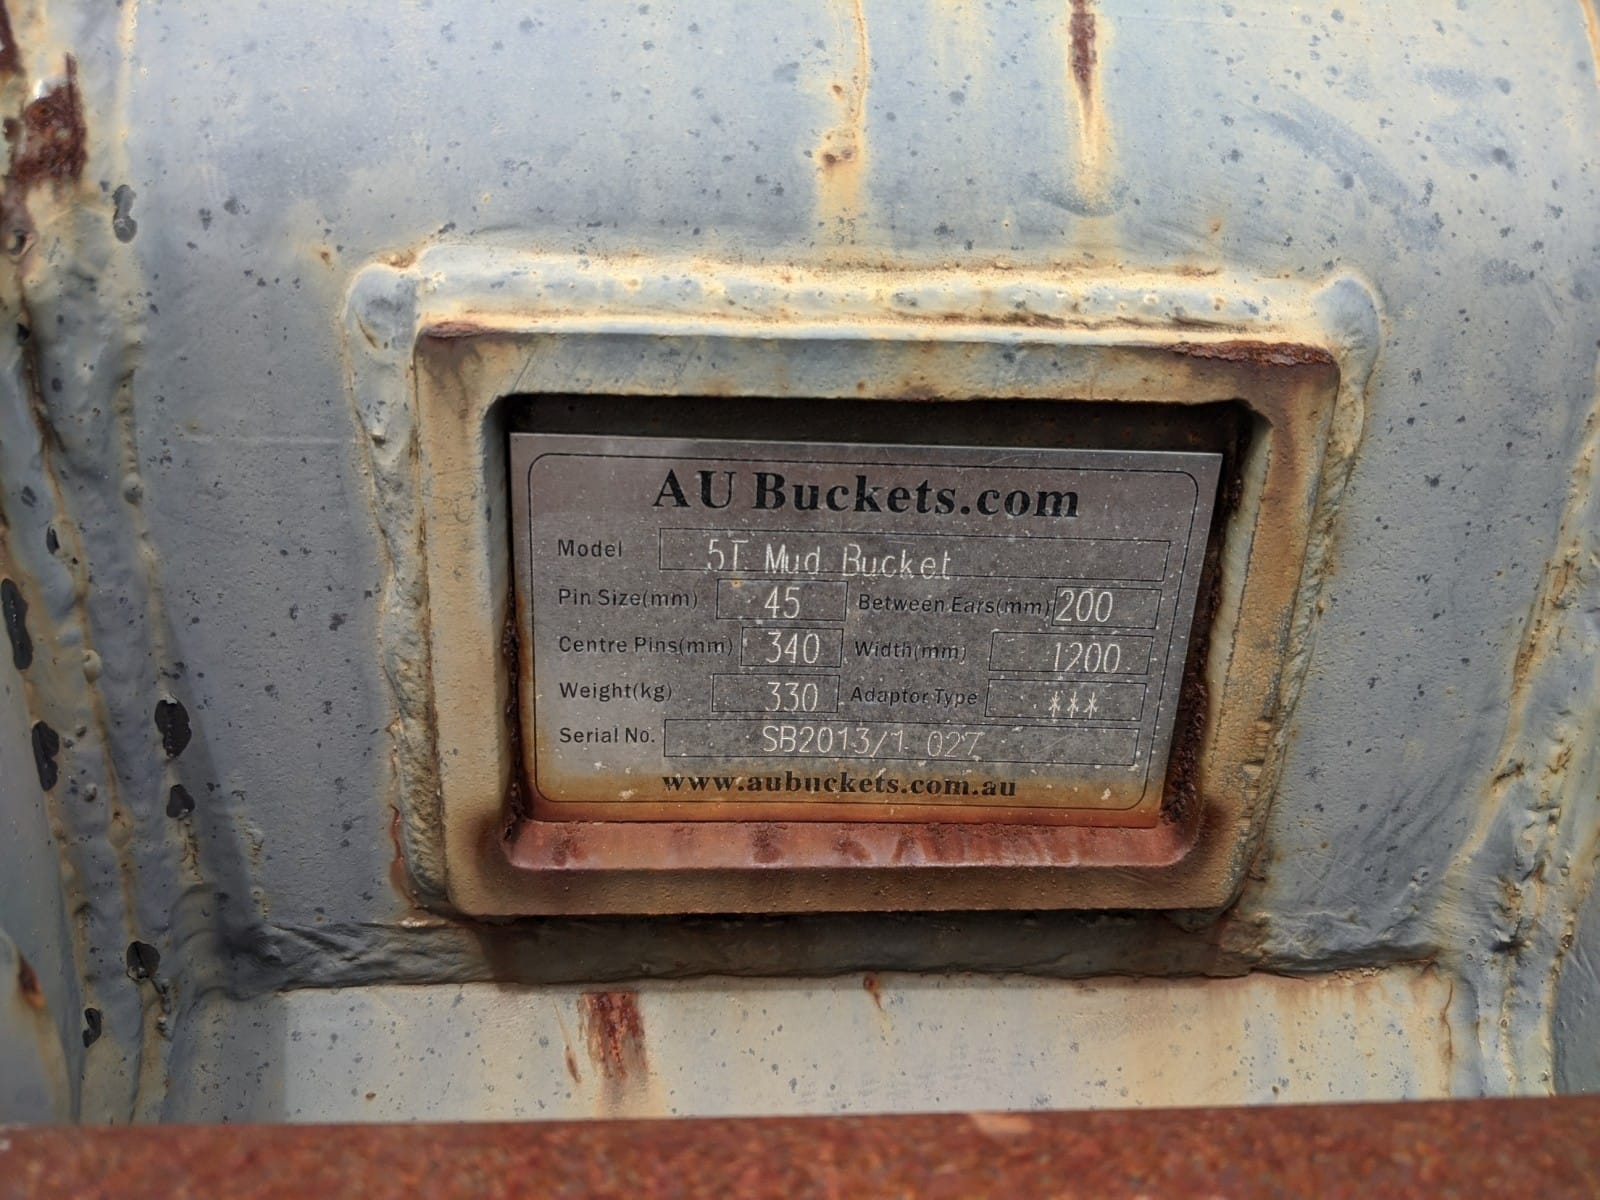 AU Buckets.com
Model 5T Mud Bucket
Pin Size(mm) 45 Between Ears(mm) 200
Centre Pins(mm) 340 Width(mm) 1200
Weight(kg) 330 Adaptor Type ***
Serial No. SB2013/1 027
www.aubuckets.com.au